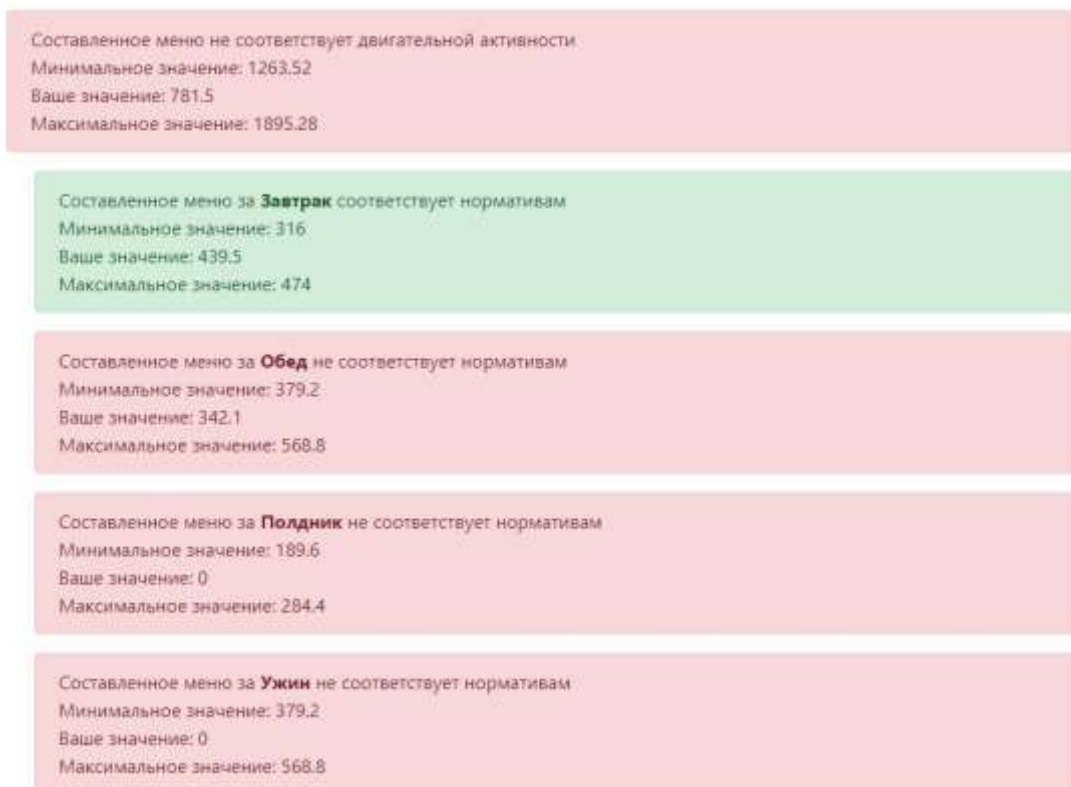 Составленное меню не соответствует двигательной активности
Минимальное значение: 1263.52
Ваше значение: 781.5
Максимальное значение: 1895.28
Составленное меню за Завтрак соответствует нормативам
Минимальное значение: 316
Ваше значение: 439.5
Максимальное значение: 474
Составленное меню за Обед не соответствует нормативам
Минимальное значение: 379.2
Ваше значение: 342.1
Максимальное значение: 568.8
Составленное меню за Полдник не соответствует нормативам
Минимальное значение: 189.6
Ваше значение: 0
Максимальное значение: 284.4
Составленное меню за Ужин не соответствует нормативам
Минимальное значение: 379.2
Ваше значение: 0
Максимальное значение: 568.8